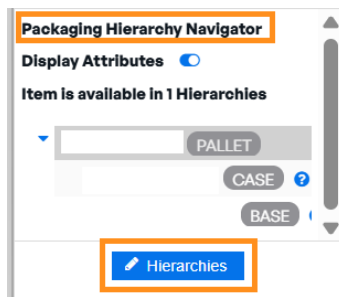 Packaging Hierarchy Navigator
Display Attributes
Item is available in 1 Hierarchies
PALLET
CASE ?
BASE
Hierarchies